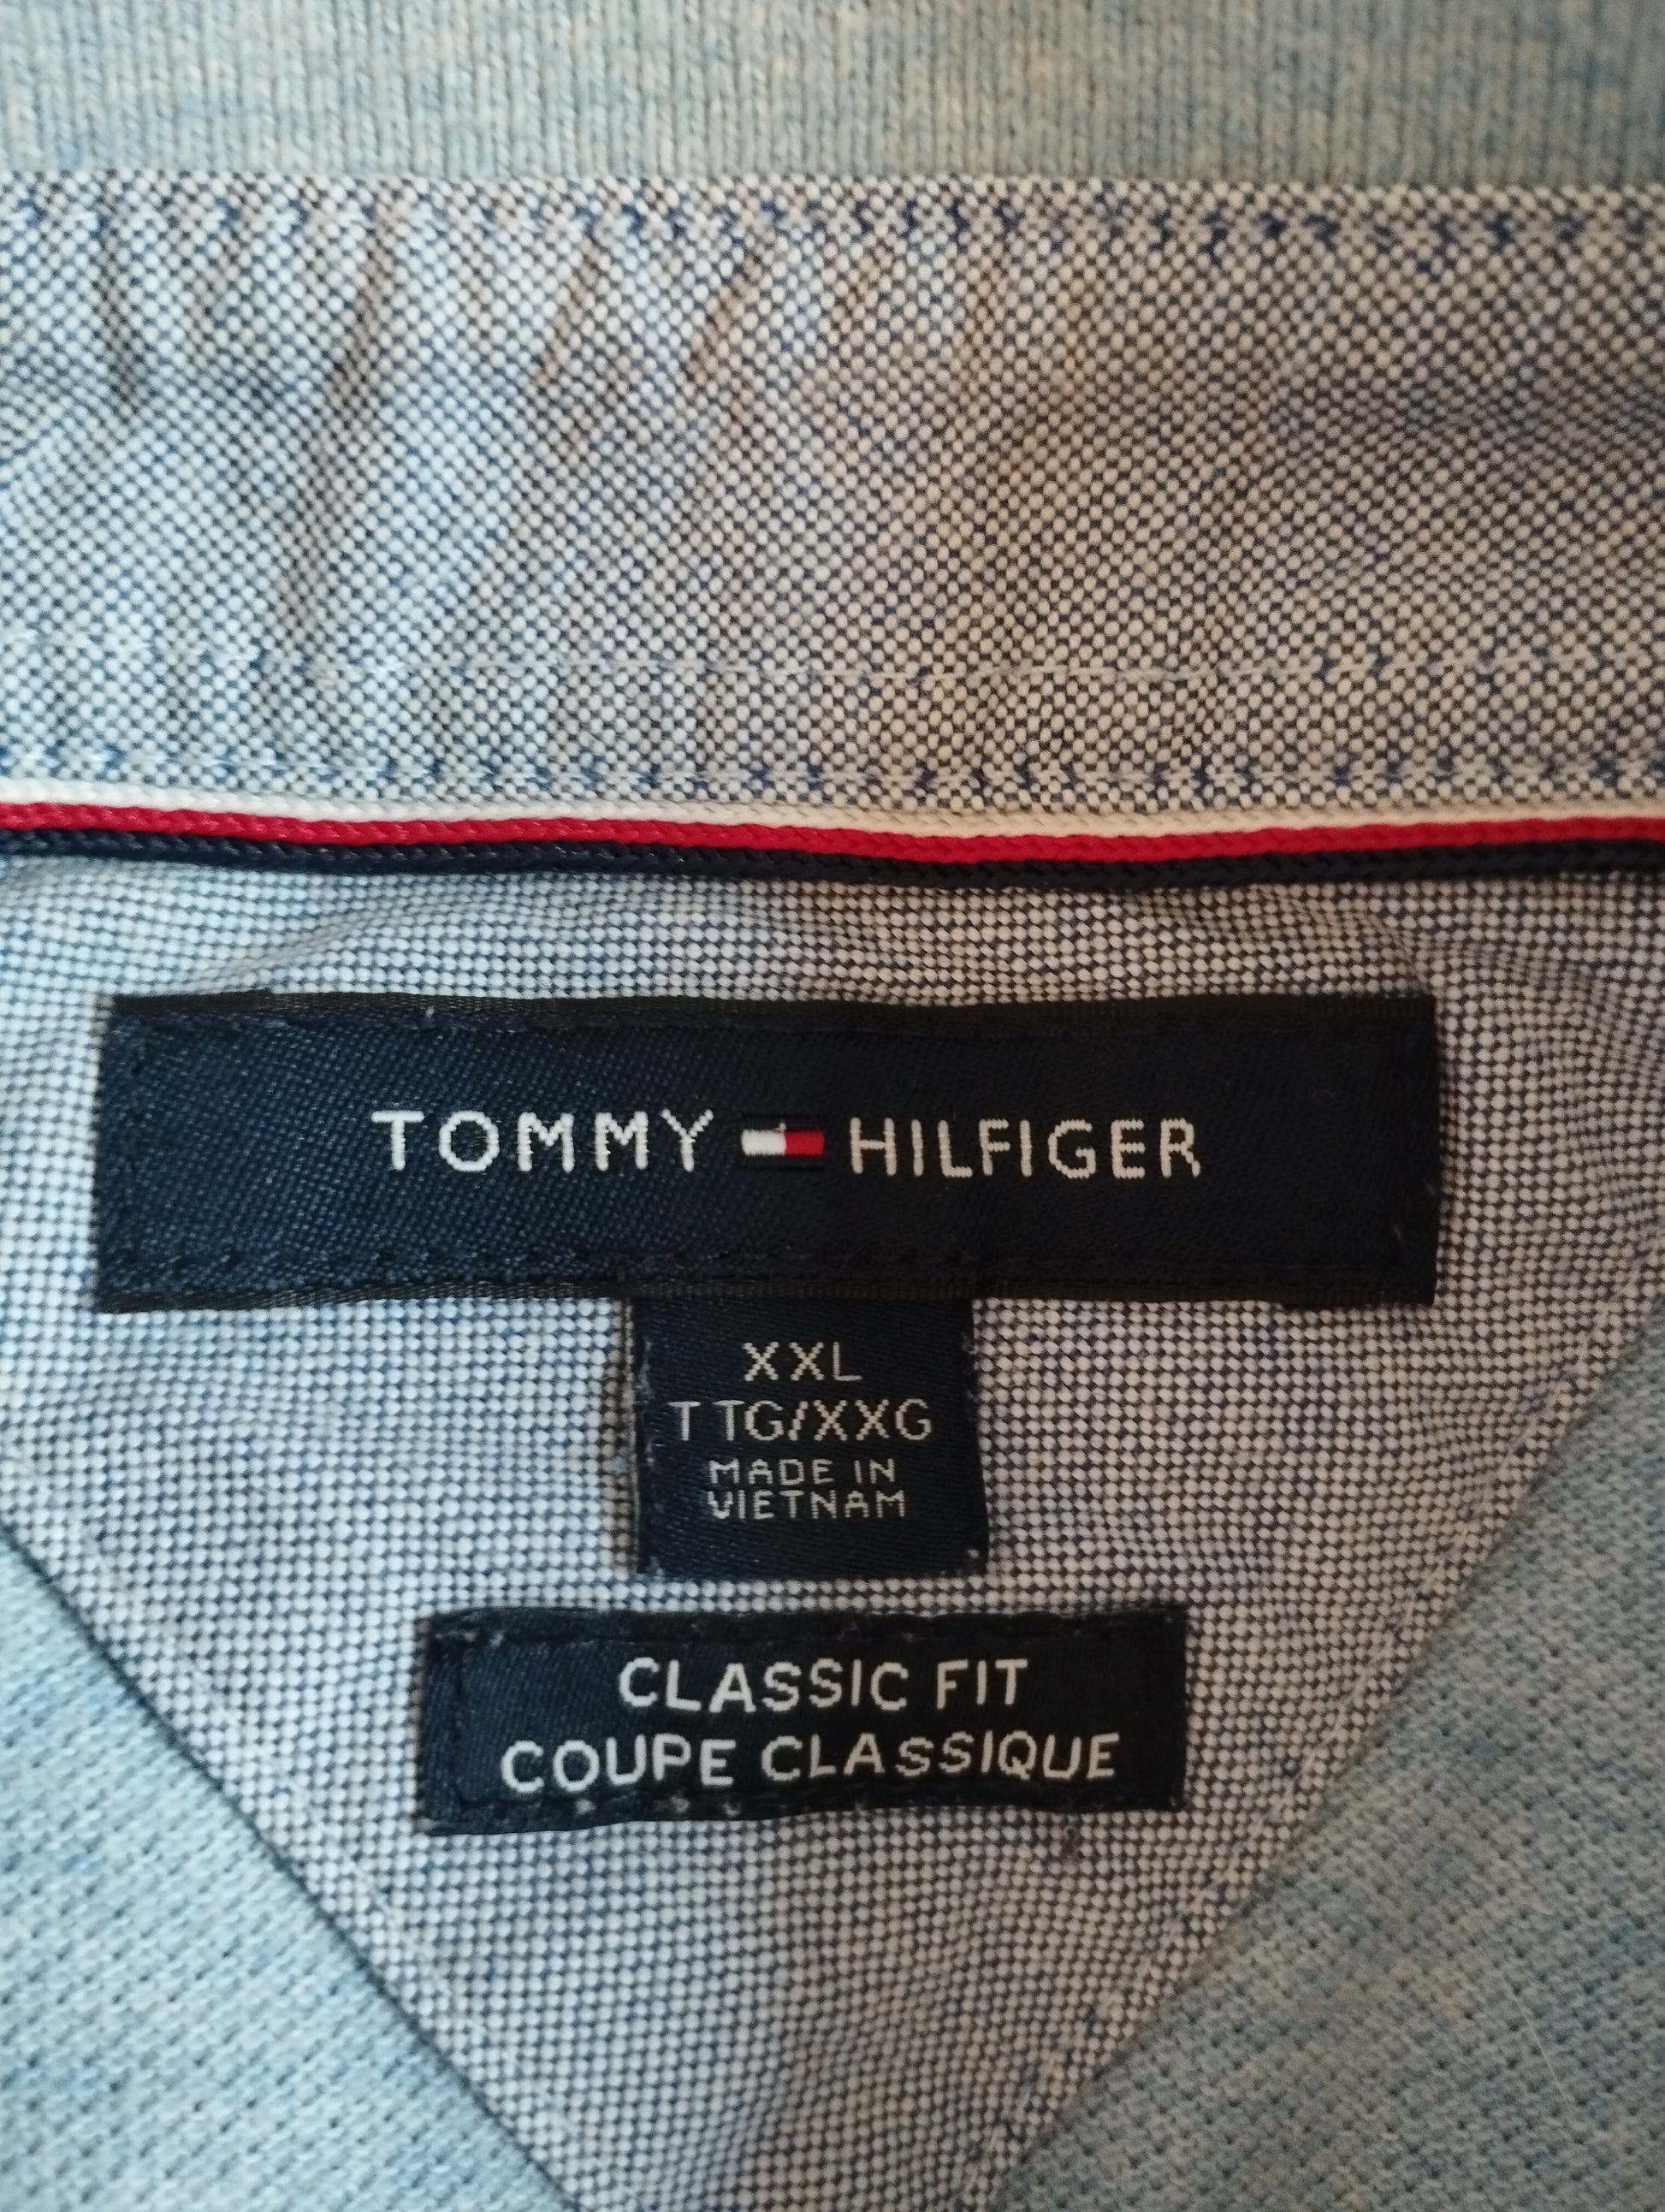 TOMMY HILFIGER
XXL
TTG/XXG
MADE IN
VIETNAM
CLASSIC FIT
COUPE CLASSIQUE